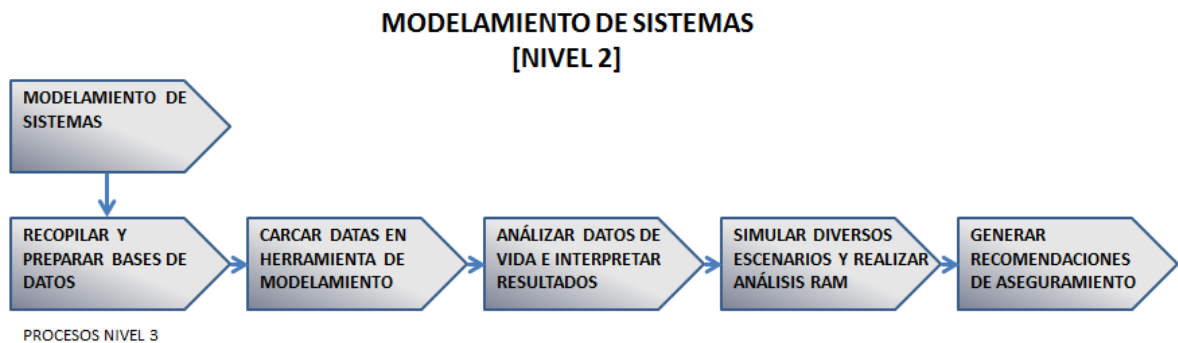 MODELAMIENTO DE SISTEMAS
[NIVEL 2]
MODELAMIENTO DE
SISTEMAS
RECOPILAR Y
PREPARAR BASES DE
DATOS
CARCAR DATAS EN
HERRAMIENTA DE
MODELAMIENTO
ANÁLIZAR DATOS DE
VIDA E INTERPRETAR
RESULTADOS
SIMULAR DIVERSOS
ESCENARIOS Y REALIZAR
ANÁLISIS RAM
GENERAR
RECOMENDACIONES
DE ASEGURAMIENTO
PROCESOS NIVEL 3